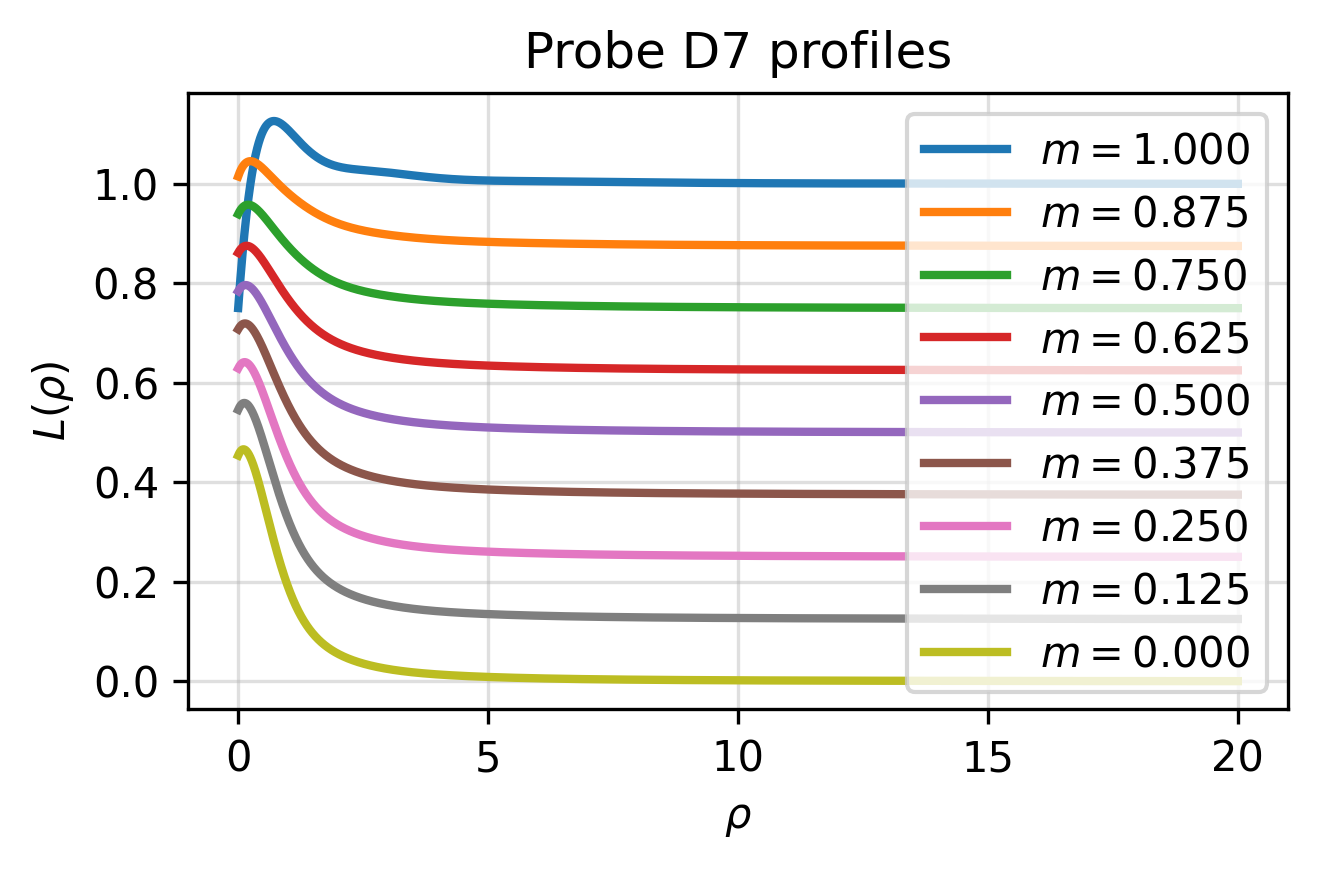 Probe D7 profiles
L(ρ)
1.0
0.8
0.6
0.4
0.2
0.0
m = 1.000
m = 0.875
m = 0.750
m = 0.625
m = 0.500
m = 0.375
m = 0.250
m = 0.125
m = 0.000
0 5 10 15 20
ρ